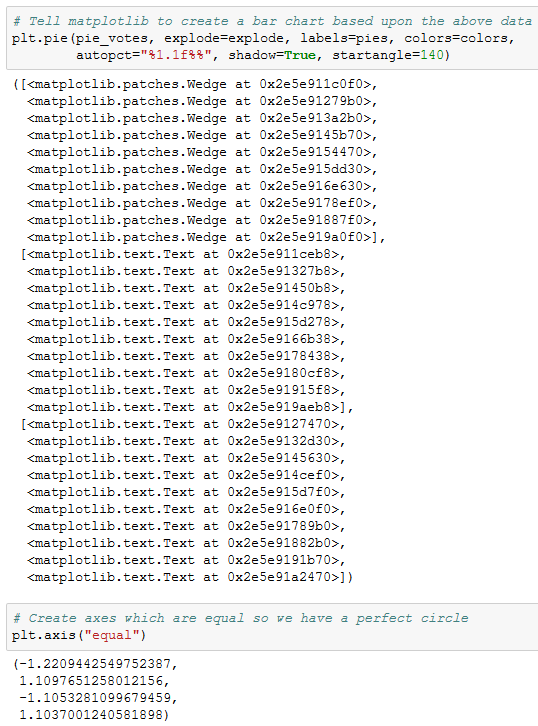 # Tell matplotlib to create a bar chart based upon the above data
plt.pie(pie_votes, explode=explode, labels=pies, colors=colors,
        autopct="%1.1f%%", shadow=True, startangle=140)
([<matplotlib.patches.Wedge at 0x2e5e911c0f0>,
  <matplotlib.patches.Wedge at 0x2e5e91279b0>,
  <matplotlib.patches.Wedge at 0x2e5e913a2b0>,
  <matplotlib.patches.Wedge at 0x2e5e9145b70>,
  <matplotlib.patches.Wedge at 0x2e5e9154470>,
  <matplotlib.patches.Wedge at 0x2e5e915dd30>,
  <matplotlib.patches.Wedge at 0x2e5e916e630>,
  <matplotlib.patches.Wedge at 0x2e5e9178ef0>,
  <matplotlib.patches.Wedge at 0x2e5e91887f0>,
  <matplotlib.patches.Wedge at 0x2e5e919a0f0>],
 [<matplotlib.text.Text at 0x2e5e911ceb8>,
  <matplotlib.text.Text at 0x2e5e91327b8>,
  <matplotlib.text.Text at 0x2e5e91450b8>,
  <matplotlib.text.Text at 0x2e5e914c978>,
  <matplotlib.text.Text at 0x2e5e915d278>,
  <matplotlib.text.Text at 0x2e5e9166b38>,
  <matplotlib.text.Text at 0x2e5e9178438>,
  <matplotlib.text.Text at 0x2e5e9180cf8>,
  <matplotlib.text.Text at 0x2e5e91915f8>,
  <matplotlib.text.Text at 0x2e5e919aeb8>],
 [<matplotlib.text.Text at 0x2e5e9127470>,
  <matplotlib.text.Text at 0x2e5e9132d30>,
  <matplotlib.text.Text at 0x2e5e9145630>,
  <matplotlib.text.Text at 0x2e5e914cef0>,
  <matplotlib.text.Text at 0x2e5e915d7f0>,
  <matplotlib.text.Text at 0x2e5e916e0f0>,
  <matplotlib.text.Text at 0x2e5e91789b0>,
  <matplotlib.text.Text at 0x2e5e91882b0>,
  <matplotlib.text.Text at 0x2e5e9191b70>,
  <matplotlib.text.Text at 0x2e5e91a2470>])
# Create axes which are equal so we have a perfect circle
plt.axis("equal")
(-1.2209442549752387,
 1.1097651258012156,
 -1.1053281099679459,
 1.1037001240581898)